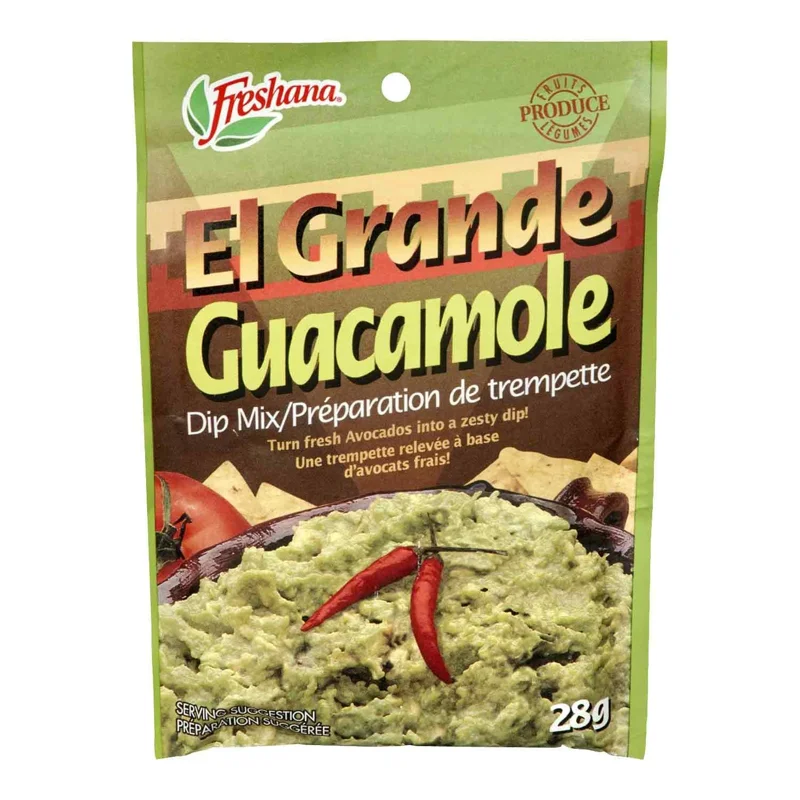 Freshana®
FRUITS
PRODUCE
LÉGUMES
El Grande
Guacamole
Dip Mix/Préparation de trempette
Turn fresh Avocados into a zesty dip!
Une trempette relevée à base
d'avocats frais!
SERVING SUGGESTION
PRÉPARATION SUGGÉRÉE
28g